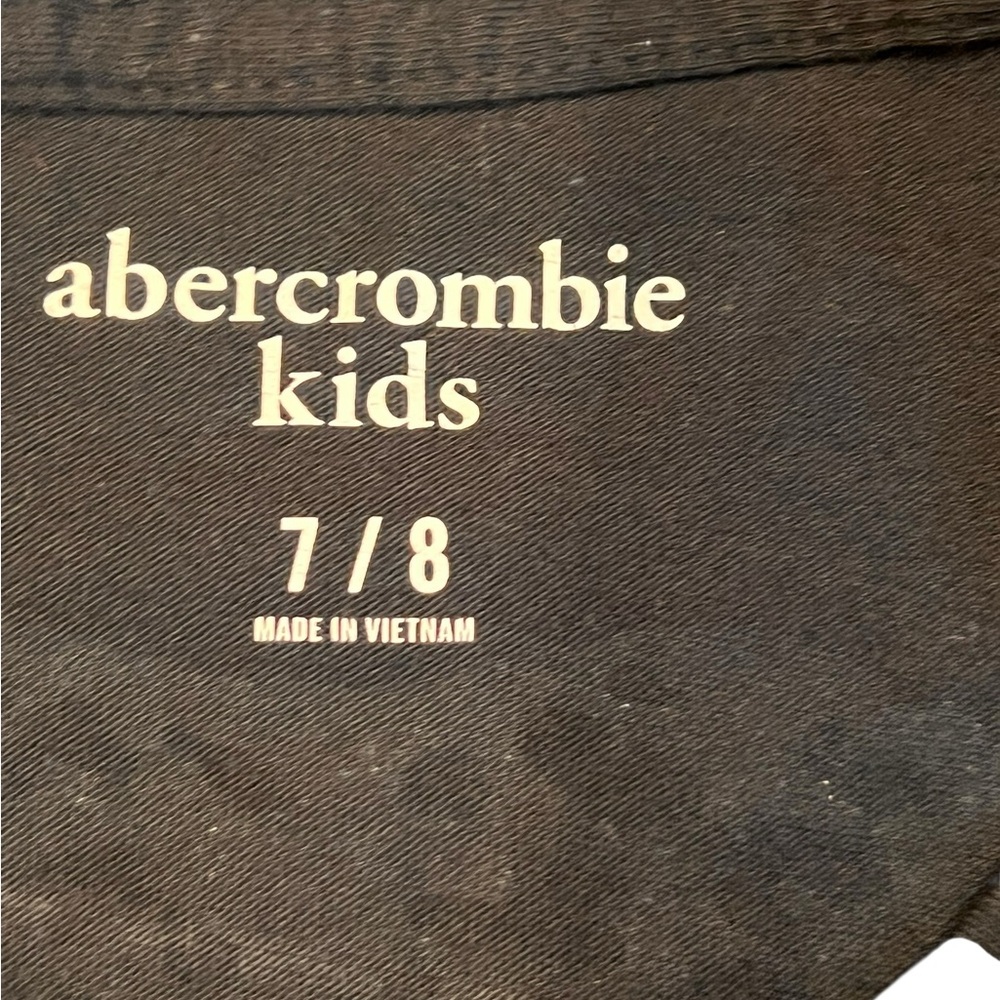 abercrombie
kids
7 / 8
MADE IN VIETNAM